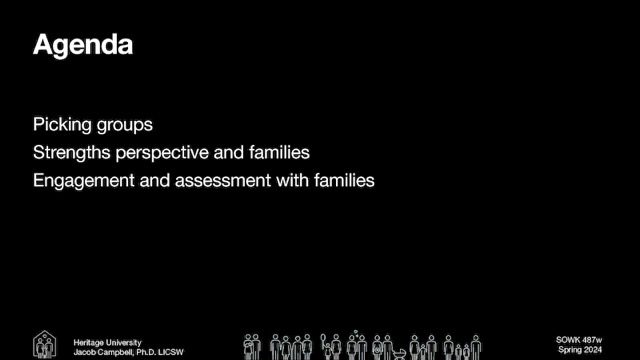 Agenda
Picking groups
Strengths perspective and families
Engagement and assessment with families
Heritage University
Jacob Campbell, Ph.D. LICSW
SOWK 487w
Spring 2024